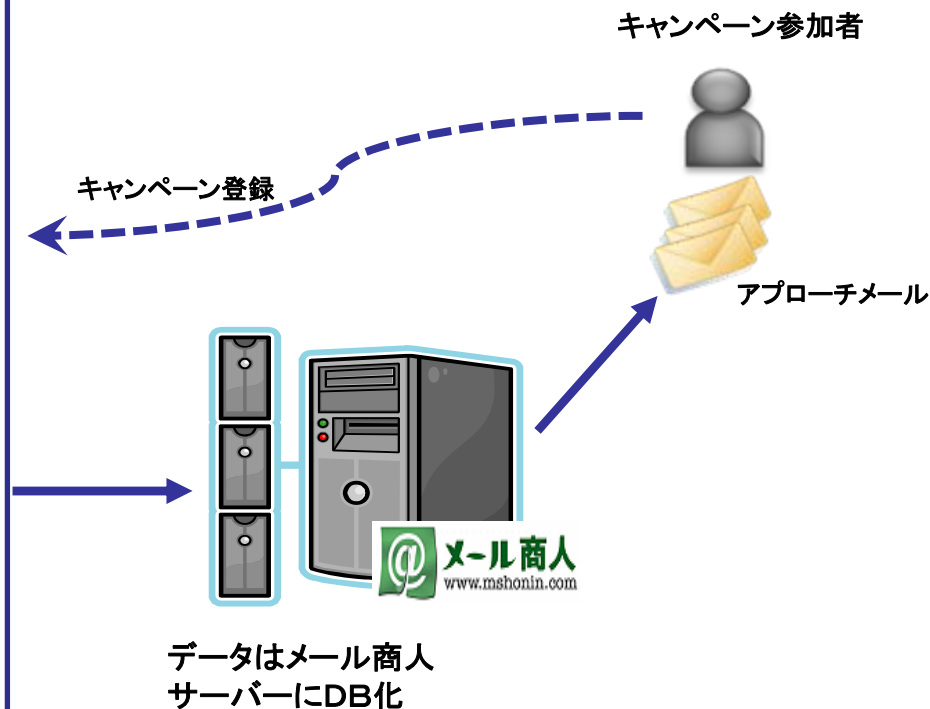 キャンペーン参加者
キャンペーン登録
アプローチメール
@
メール商人
www.mshonin.com
データはメール商人
サーバーにDB化